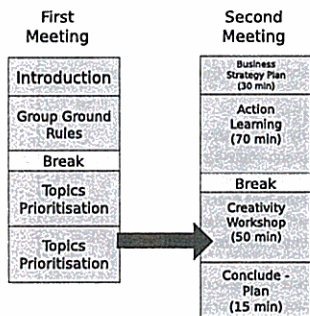 First
Meeting
Introduction
Group Ground
Rules
Break
Topics
Prioritisation
Topics
Prioritisation
Second
Meeting
Business
Strategy Plan
(30 min)
Action
Learning
(70 min)
Break
Creativity
Workshop
(50 min)
Conclude -
Plan
(15 min)